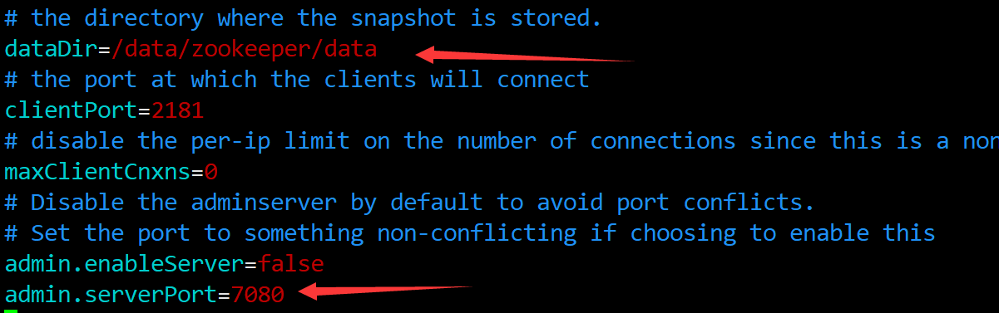 # the directory where the snapshot is stored.
dataDir=/data/zookeeper/data
# the port at which the clients will connect
clientPort=2181
# disable the per-ip limit on the number of connections since this is a non
maxClientCnxns=0
# Disable the adminserver by default to avoid port conflicts.
# Set the port to something non-conflicting if choosing to enable this
admin.enableServer=false
admin.serverPort=7080